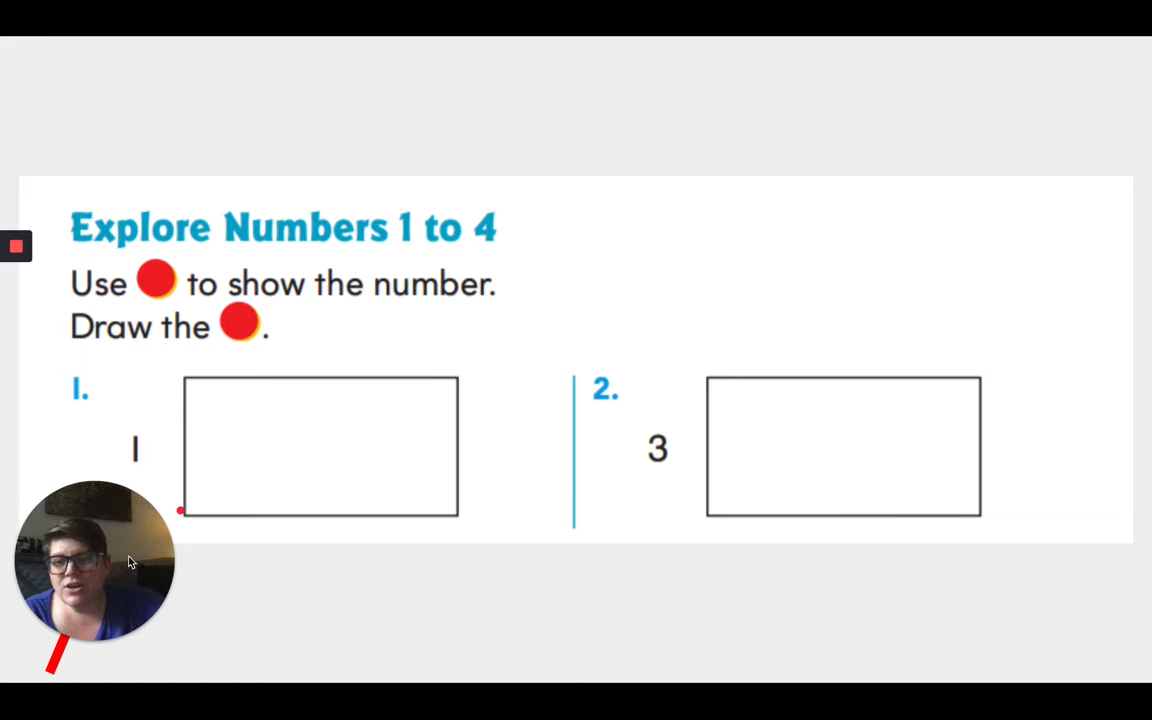 Explore Numbers 1 to 4
Use to show the number.
Draw the .
1.
1
2.
3